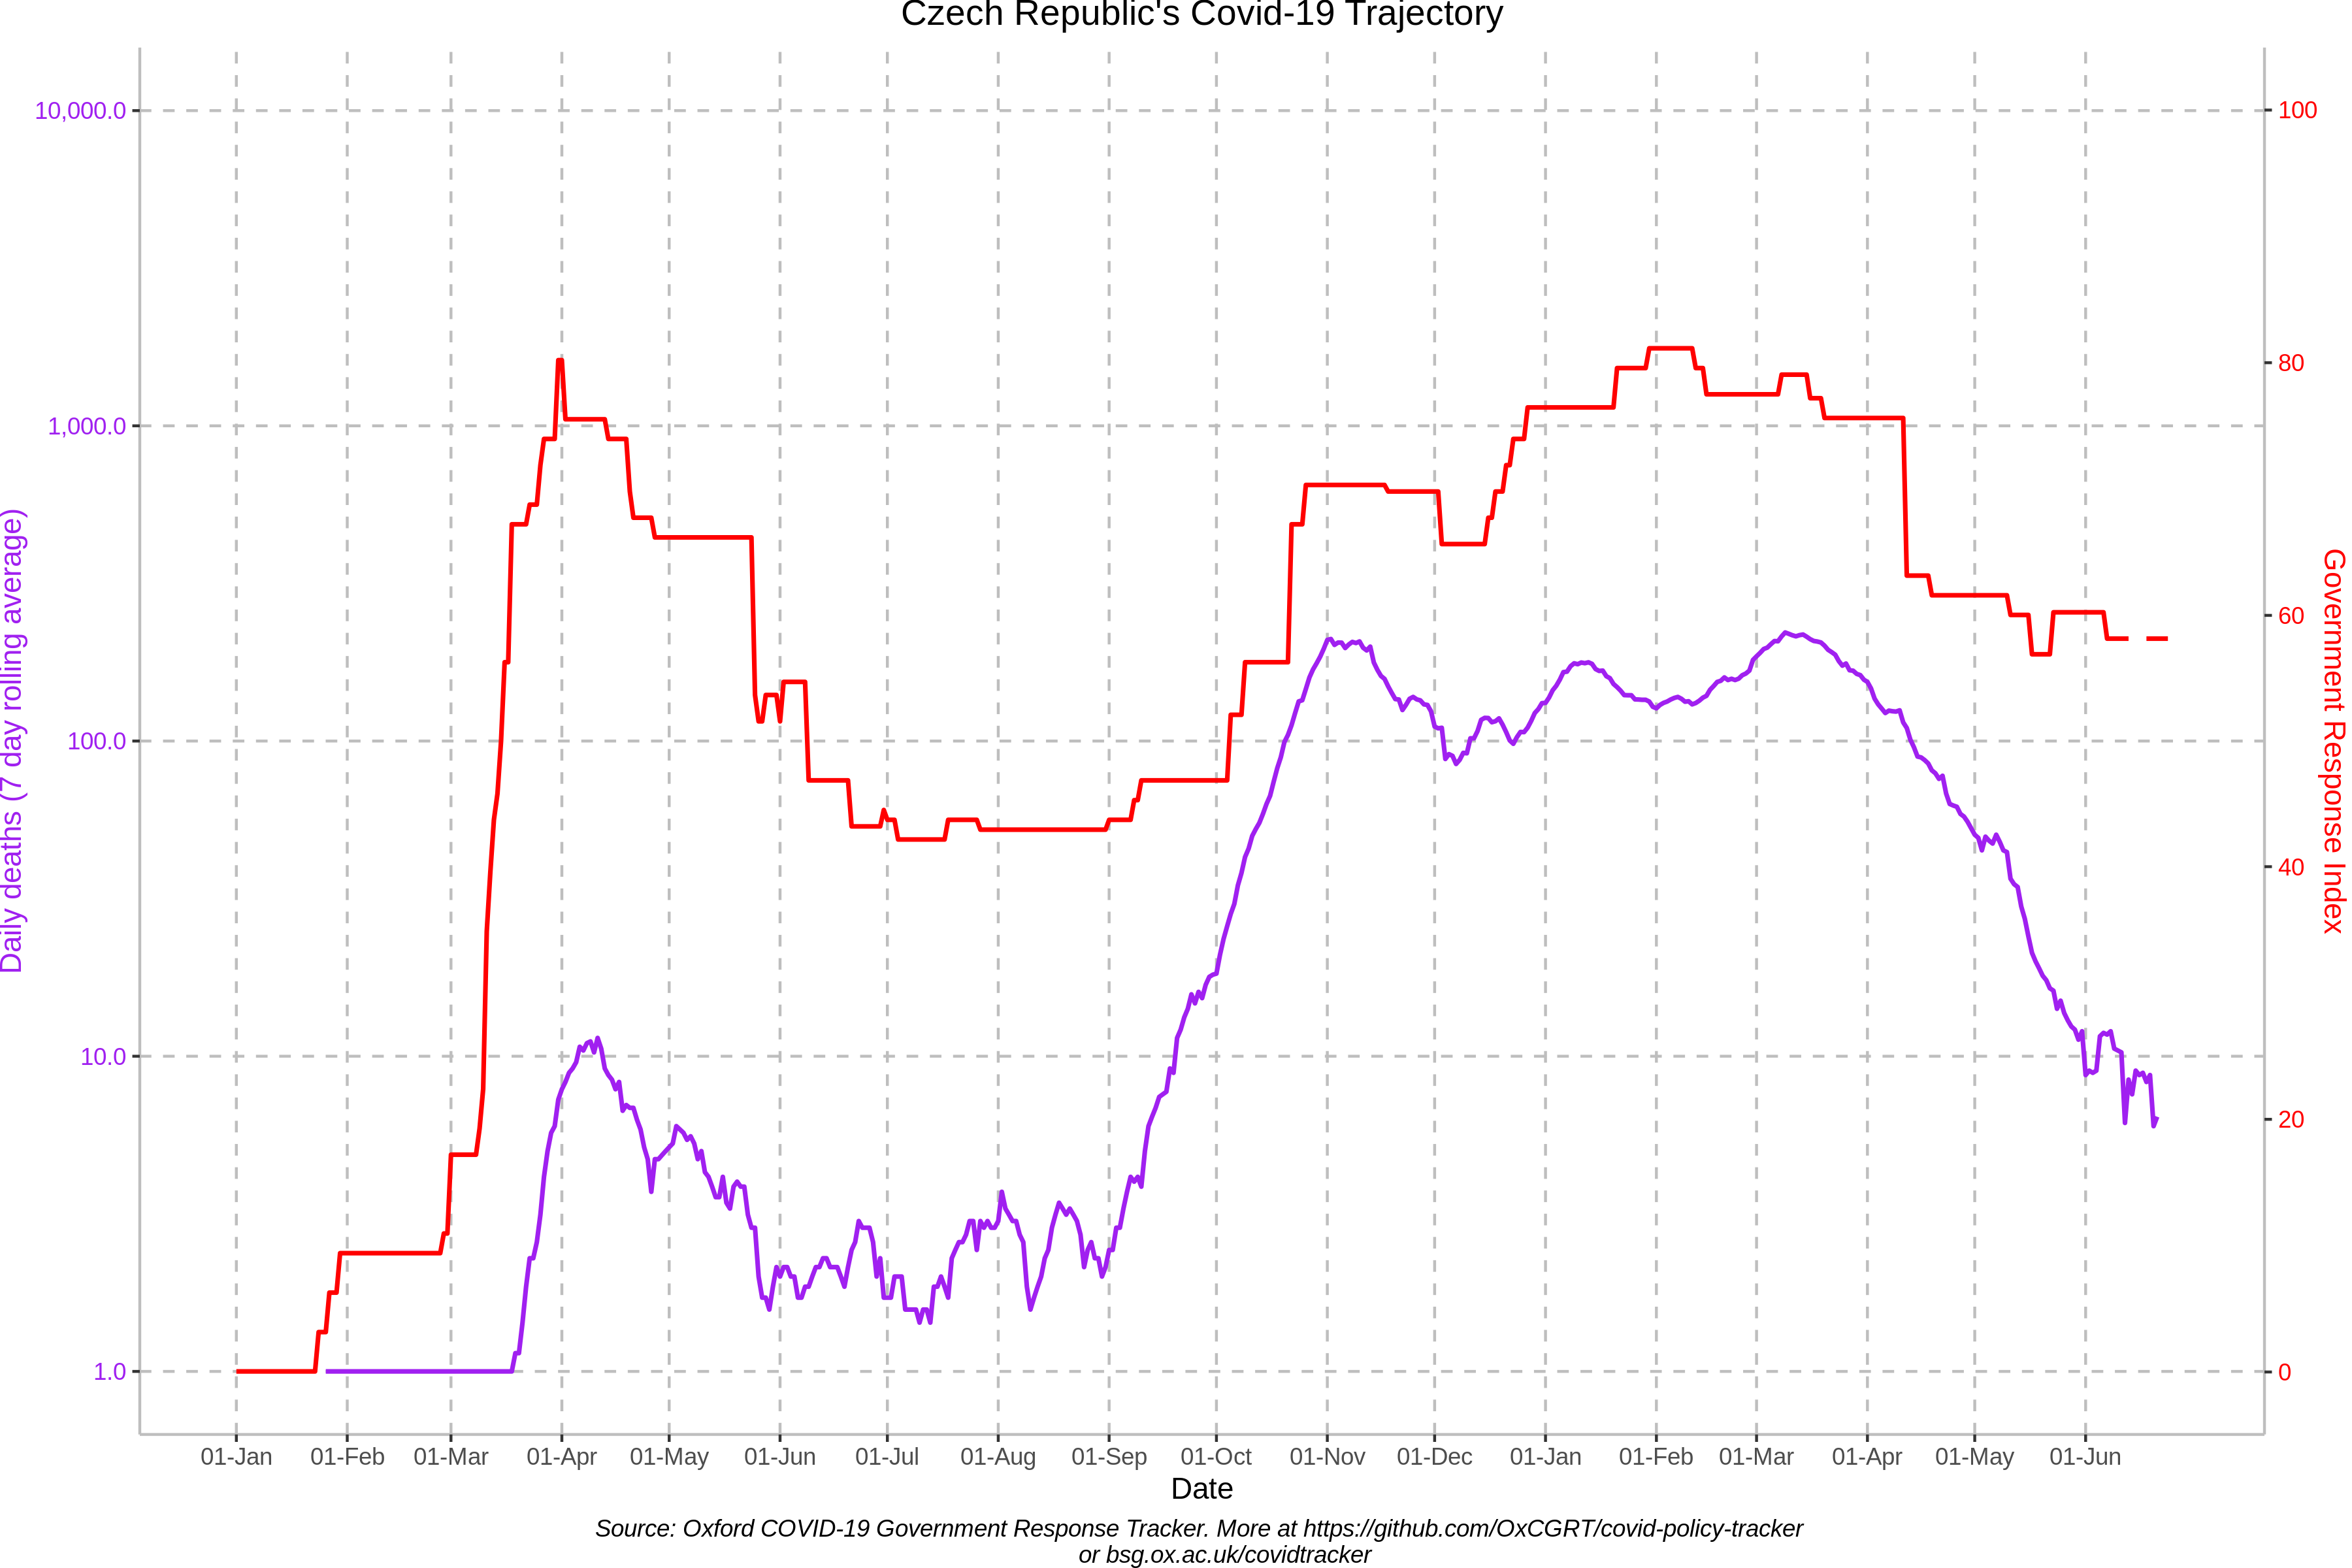 Czech Republic's Covid-19 Trajectory
10,000.0
1,000.0
100.0
10.0
1.0
Daily deaths (7 day rolling average)
100
80
60
40
20
0
Government Response Index
01-Jan 01-Feb 01-Mar 01-Apr 01-May 01-Jun 01-Jul 01-Aug 01-Sep 01-Oct 01-Nov 01-Dec 01-Jan 01-Feb 01-Mar 01-Apr 01-May 01-Jun
Date
Source: Oxford COVID-19 Government Response Tracker. More at https://github.com/OxCGRT/covid-policy-tracker
or bsg.ox.ac.uk/covidtracker